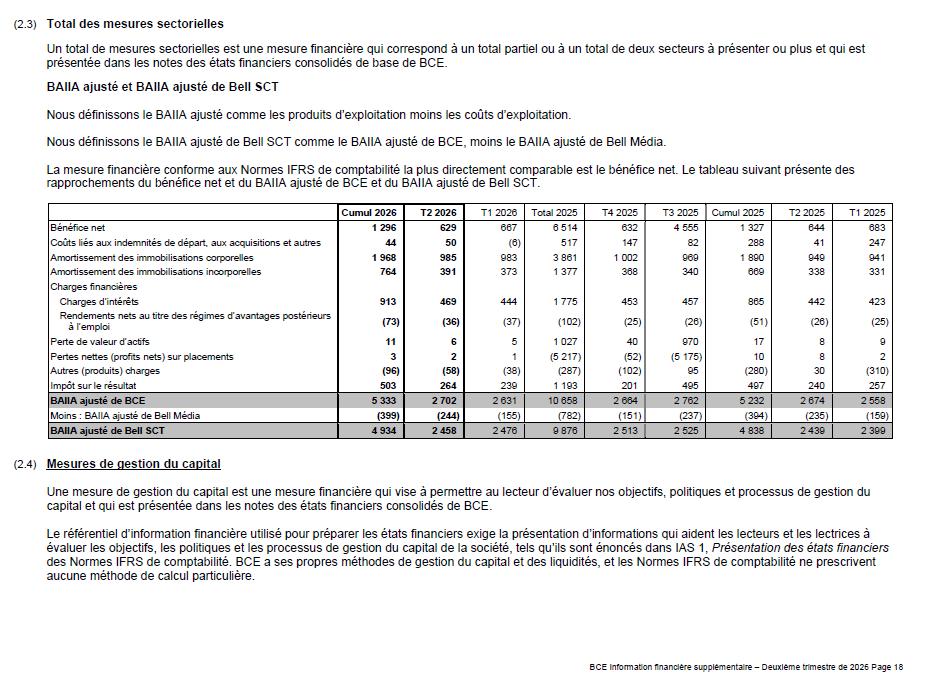 (2.3) Total des mesures sectorielles
Un total de mesures sectorielles est une mesure financière qui correspond à un total partiel ou à un total de deux secteurs à présenter ou plus et qui est
présentée dans les notes des états financiers consolidés de base de BCE.
BAIIA ajusté et BAIIA ajusté de Bell SCT
Nous définissons le BAIIA ajusté comme les produits d'exploitation moins les coûts d'exploitation.
Nous définissons le BAIIA ajusté de Bell SCT comme le BAIIA ajusté de BCE, moins le BAIIA ajusté de Bell Média.
La mesure financière conforme aux Normes IFRS de comptabilité la plus directement comparable est le bénéfice net. Le tableau suivant présente des
rapprochements du bénéfice net et du BAIIA ajusté de BCE et du BAIIA ajusté de Bell SCT.
Cumul 2026 T2 2026 T1 2026 Total 2025 T4 2025 T3 2025 Cumul 2025 T2 2025 T1 2025
Bénéfice net 1 296 629 667 6 514 632 4 555 1 327 644 683
Coûts liés aux indemnités de départ, aux acquisitions et autres 44 50 (6) 517 147 82 288 41 247
Amortissement des immobilisations corporelles 1 968 985 983 3 861 1 002 969 1 890 949 941
Amortissement des immobilisations incorporelles 764 391 373 1 377 368 340 669 338 331
Charges financières
Charges d'intérêts 913 469 444 1 775 453 457 865 442 423
Rendements nets au titre des régimes d'avantages postérieurs
à l'emploi (73) (36) (37) (102) (25) (26) (51) (26) (25)
Perte de valeur d'actifs 11 6 5 1 027 40 970 17 8 9
Pertes nettes (profits nets) sur placements 3 2 1 (5 217) (52) (5 175) 10 8 2
Autres (produits) charges (96) (58) (38) (287) (102) 95 (280) 30 (310)
Impôt sur le résultat 503 264 239 1 193 201 495 497 240 257
BAIIA ajusté de BCE 5 333 2 702 2 631 10 658 2 664 2 762 5 232 2 674 2 558
Moins : BAIIA ajusté de Bell Média (399) (244) (155) (782) (151) (237) (394) (235) (159)
BAIIA ajusté de Bell SCT 4 934 2 458 2 476 9 876 2 513 2 525 4 838 2 439 2 399
(2.4) Mesures de gestion du capital
Une mesure de gestion du capital est une mesure financière qui vise à permettre au lecteur d'évaluer nos objectifs, politiques et processus de gestion du
capital et qui est présentée dans les notes des états financiers consolidés de BCE.
Le référentiel d'information financière utilisé pour préparer les états financiers exige la présentation d'informations qui aident les lecteurs et les lectrices à
évaluer les objectifs, les politiques et les processus de gestion du capital de la société, tels qu'ils sont énoncés dans IAS 1, Présentation des états financiers
des Normes IFRS de comptabilité. BCE a ses propres méthodes de gestion du capital et des liquidités, et les Normes IFRS de comptabilité ne prescrivent
aucune méthode de calcul particulière.
BCE Information financière supplémentaire – Deuxième trimestre de 2026 Page 18